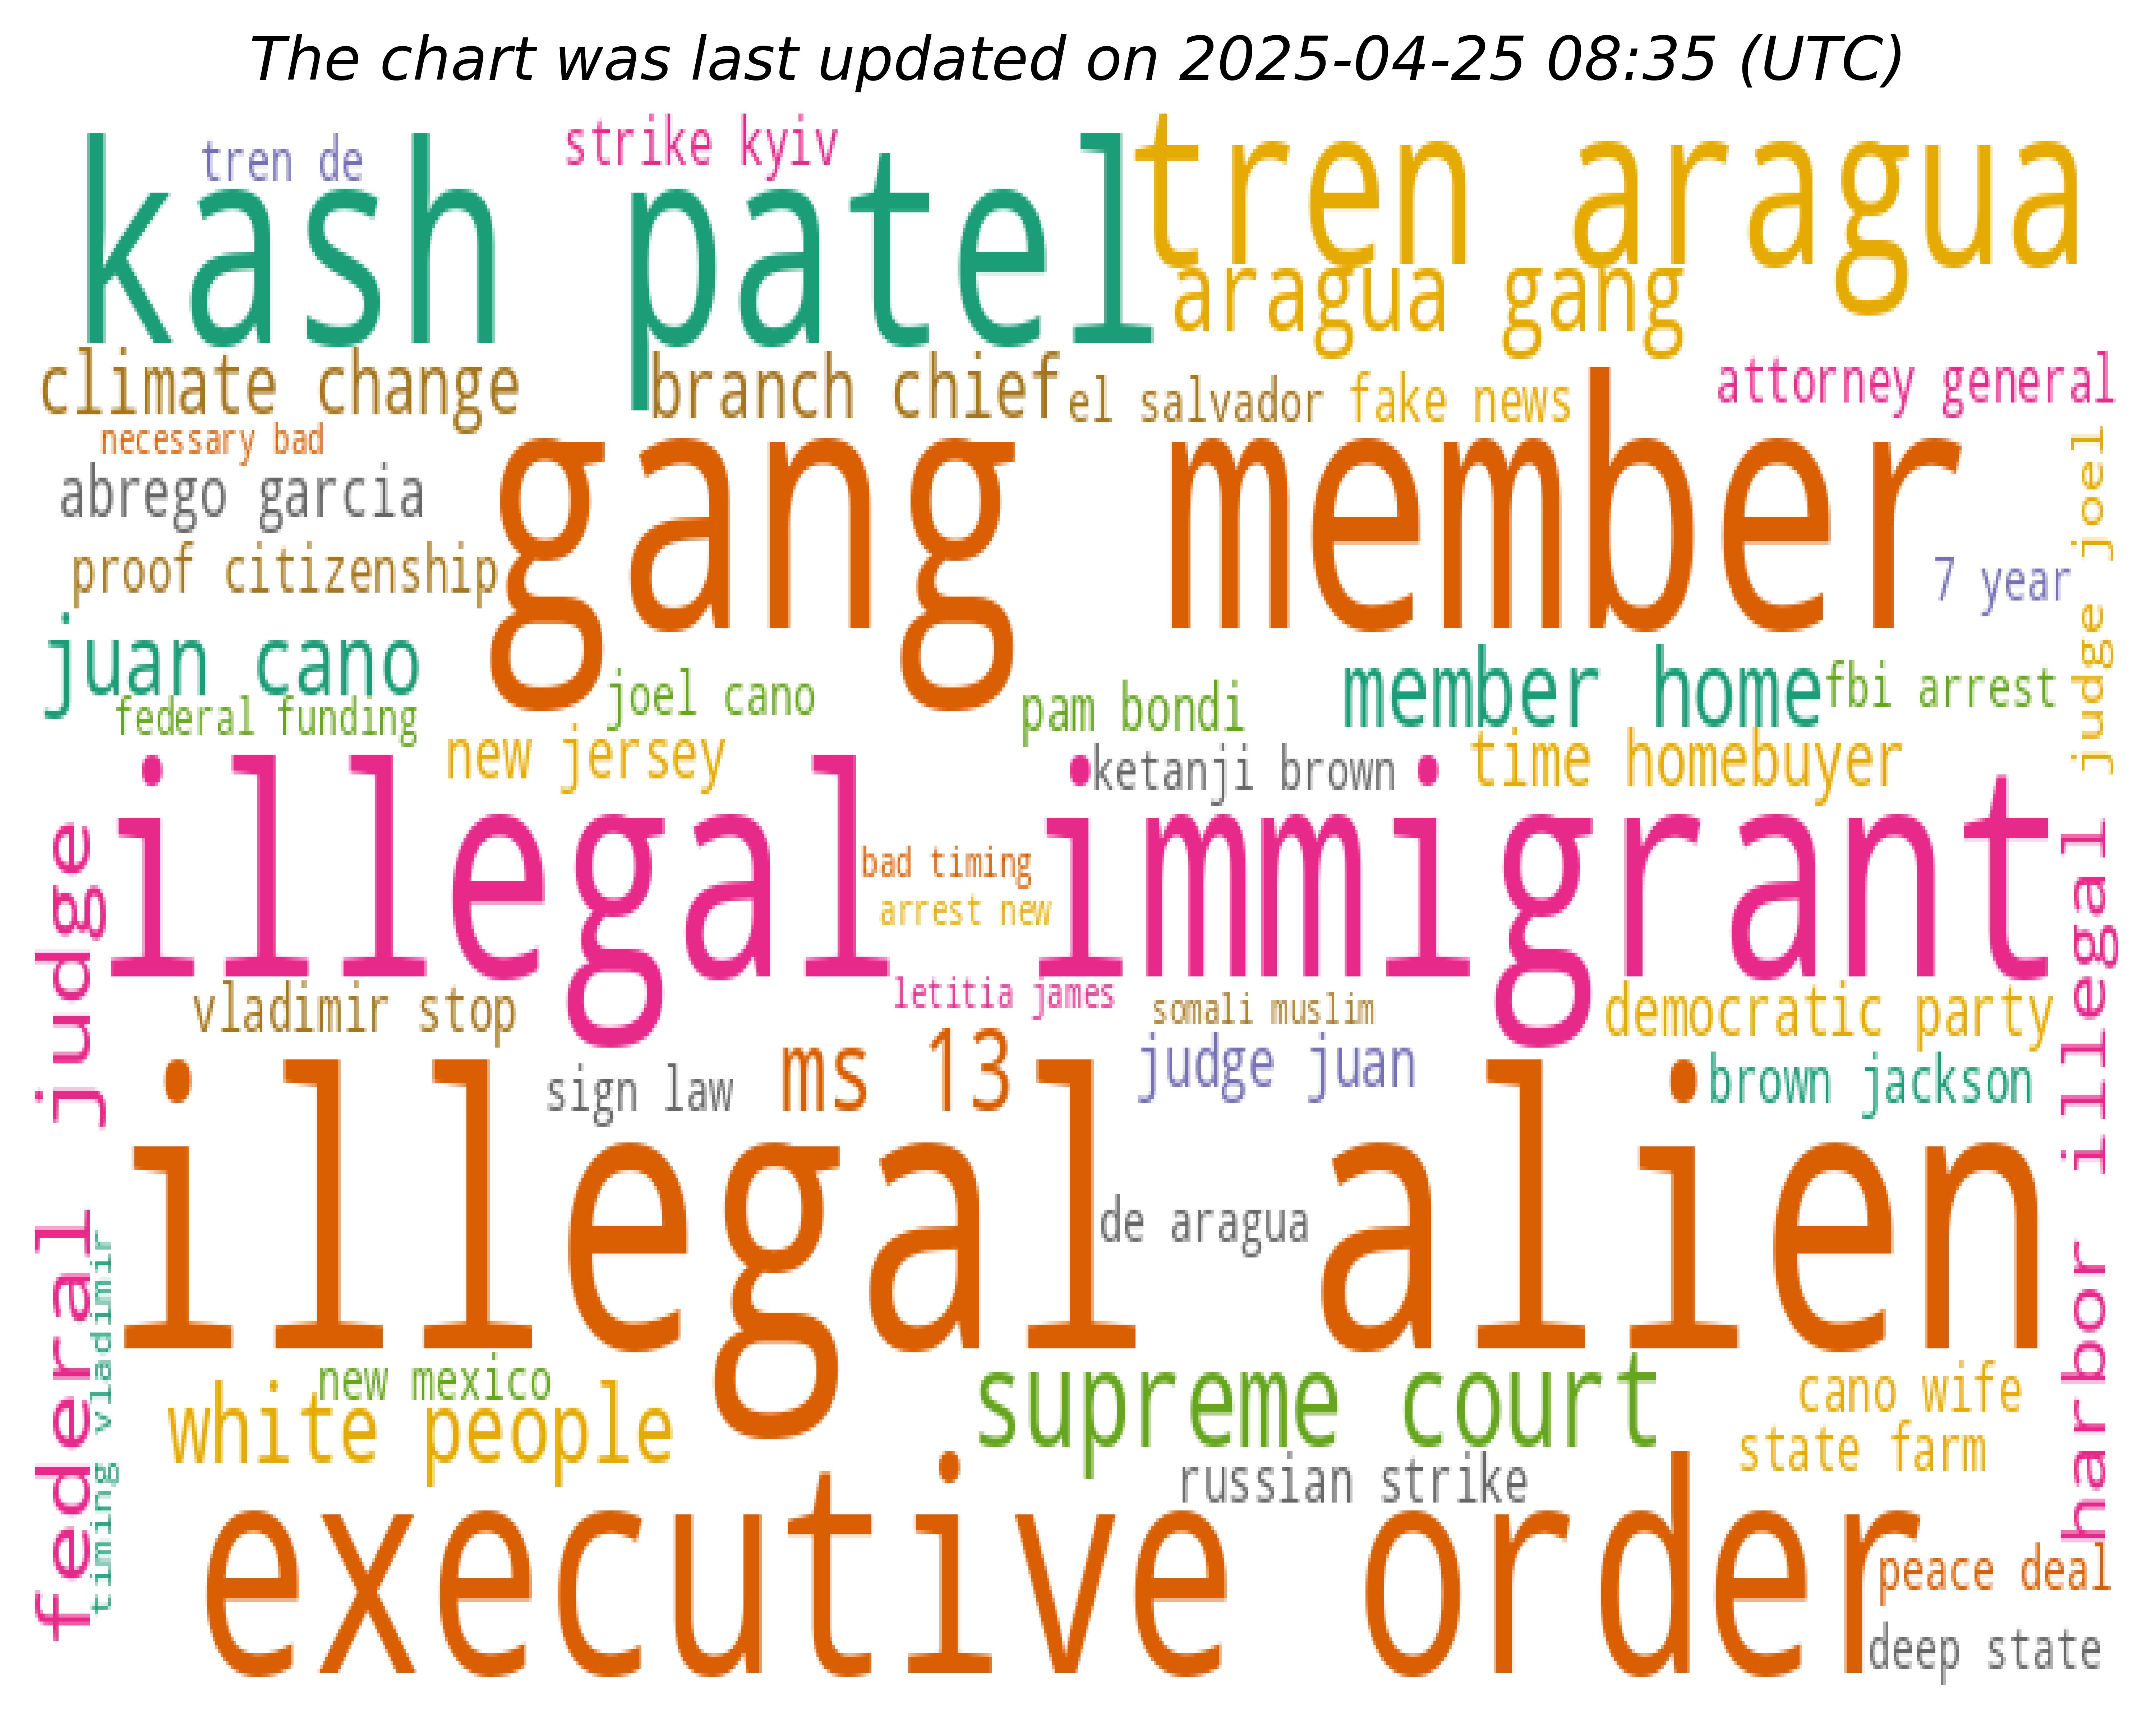 The chart was last updated on 2025-04-25 08:35 (UTC)
tren de
strike kyiv
kash patel
tren aragua
aragua gang
climate change
branch chief
el salvador
fake news
attorney general
necessary bad
gang member
abrego garcia
judge joel
proof citizenship
7 year
juan cano
federal funding
joel cano
pam bondi
member home
fbi arrest
new jersey
ketanji brown
time homebuyer
illegal immigrant
bad timing
arrest new
federal judge
harbor illegal
letitia james
somali muslim
vladimir stop
democratic party
sign law
ms 13
judge juan
brown jackson
illegal alien
de aragua
timing vladimir
new mexico
white people
supreme court
cano wife
state farm
russian strike
executive order
peace deal
deep state